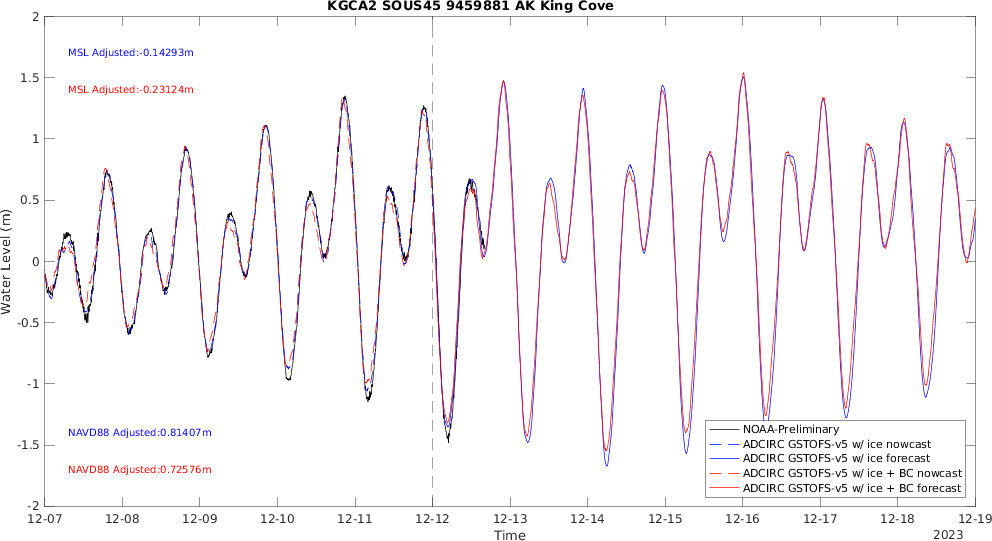 KGCA2 SOUS45 9459881 AK King Cove
2
1.5
1
0.5
0
-0.5
-1
-1.5
-2
Water Level (m)
MSL Adjusted:-0.14293m
MSL Adjusted:-0.23124m
NAVD88 Adjusted:0.81407m
NAVD88 Adjusted:0.72576m
NOAA-Preliminary
ADCIRC GSTOFS-v5 w/ ice nowcast
ADCIRC GSTOFS-v5 w/ ice forecast
ADCIRC GSTOFS-v5 w/ ice + BC nowcast
ADCIRC GSTOFS-v5 w/ ice + BC forecast
12-07 12-08 12-09 12-10 12-11 12-12 12-13 12-14 12-15 12-16 12-17 12-18 12-19
Time
2023